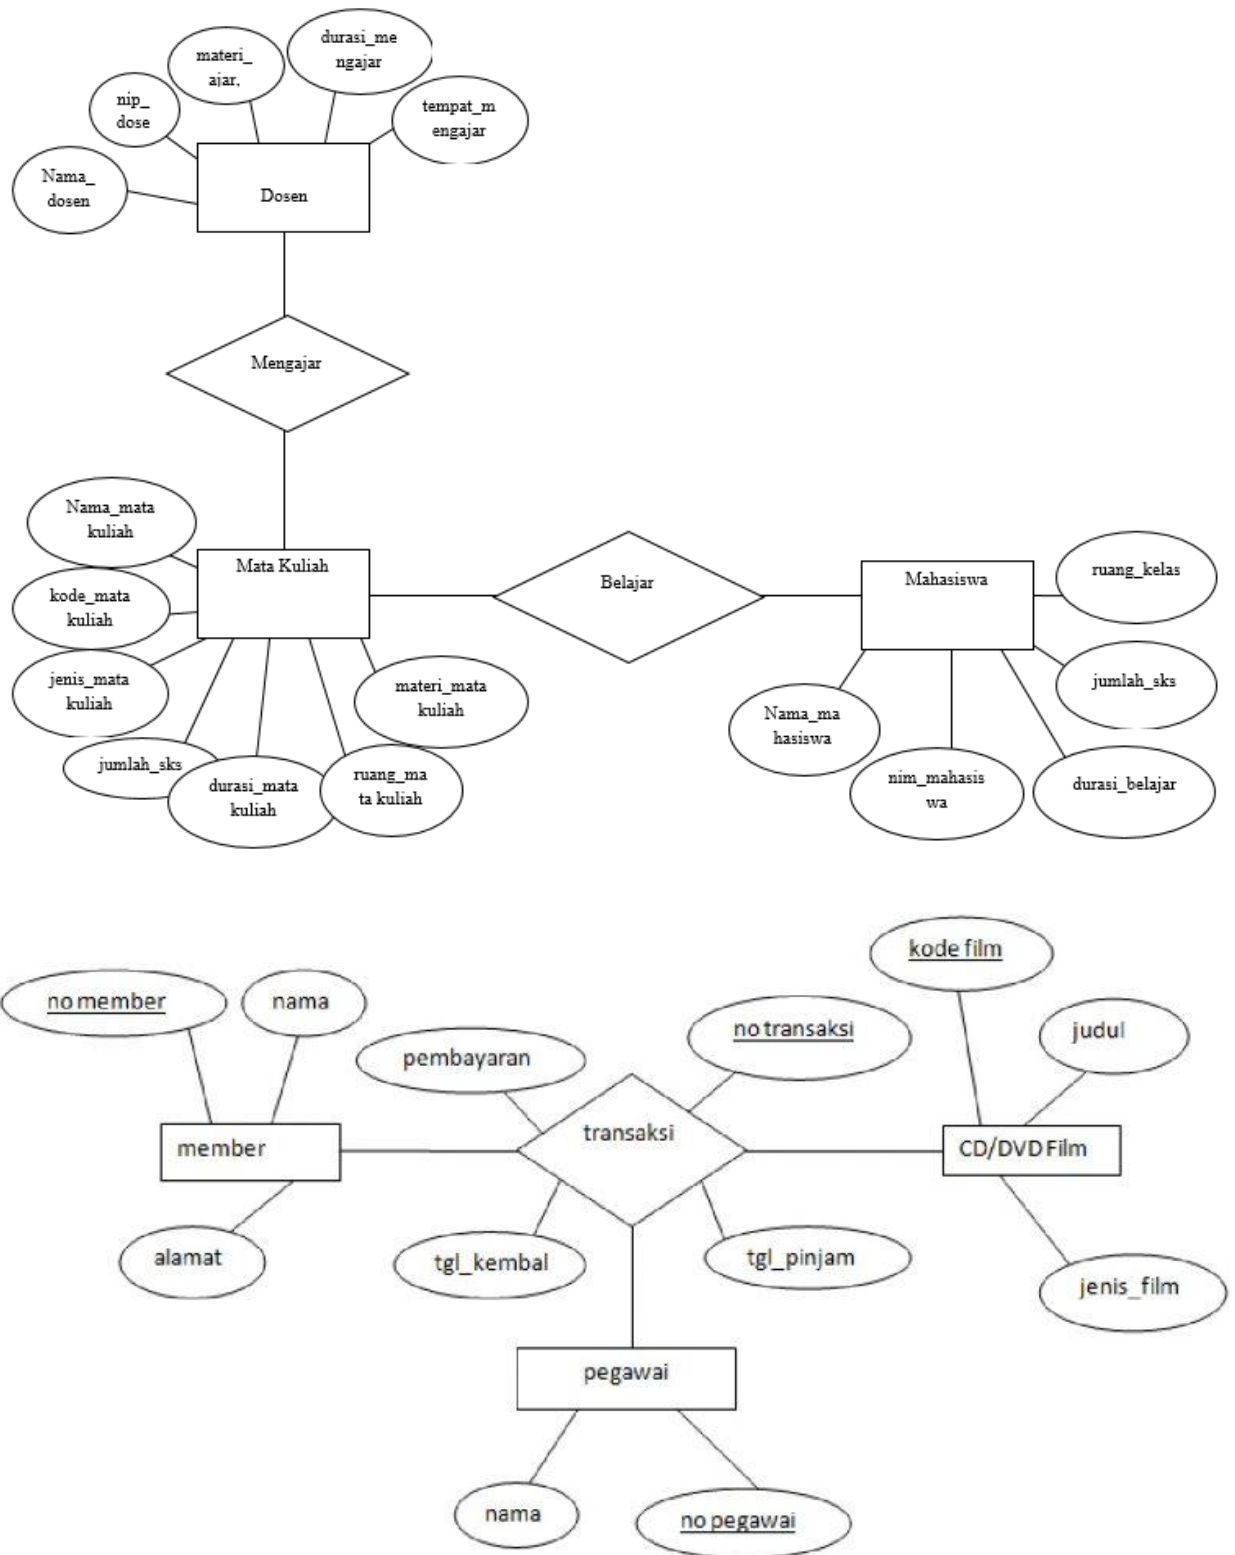 durasi_me
ngajar
materi_
ajar,
nip_
dose
tempat_m
engajar
Nama_
dosen
Dosen
Mengajar
Nama_mata
kuliah
Mata Kuliah
Belajar
Mahasiswa
ruang_kelas
kode_mata
kuliah
jenis_mata
kuliah
materi_mata
kuliah
jumlah_sks
Nama_ma
hasiswa
jumlah_sks
durasi_mata
kuliah
ruang_ma
ta kuliah
nim_mahasis
wa
durasi_belajar
kode film
no member
nama
no transaksi
judul
pembayaran
member
transaksi
CD/DVD Film
alamat
tgl_kembal
tgl_pinjam
jenis_film
pegawai
nama
no pegawai